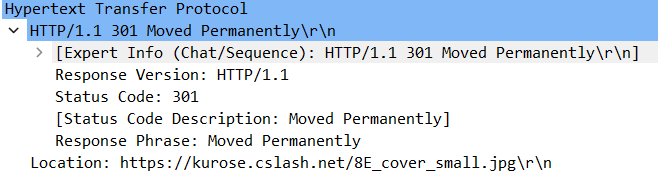 Hypertext Transfer Protocol
HTTP/1.1 301 Moved Permanently\r\n
[Expert Info (Chat/Sequence): HTTP/1.1 301 Moved Permanently\r\n]
Response Version: HTTP/1.1
Status Code: 301
[Status Code Description: Moved Permanently]
Response Phrase: Moved Permanently
Location: https://kurose.cslash.net/8E_cover_small.jpg\r\n